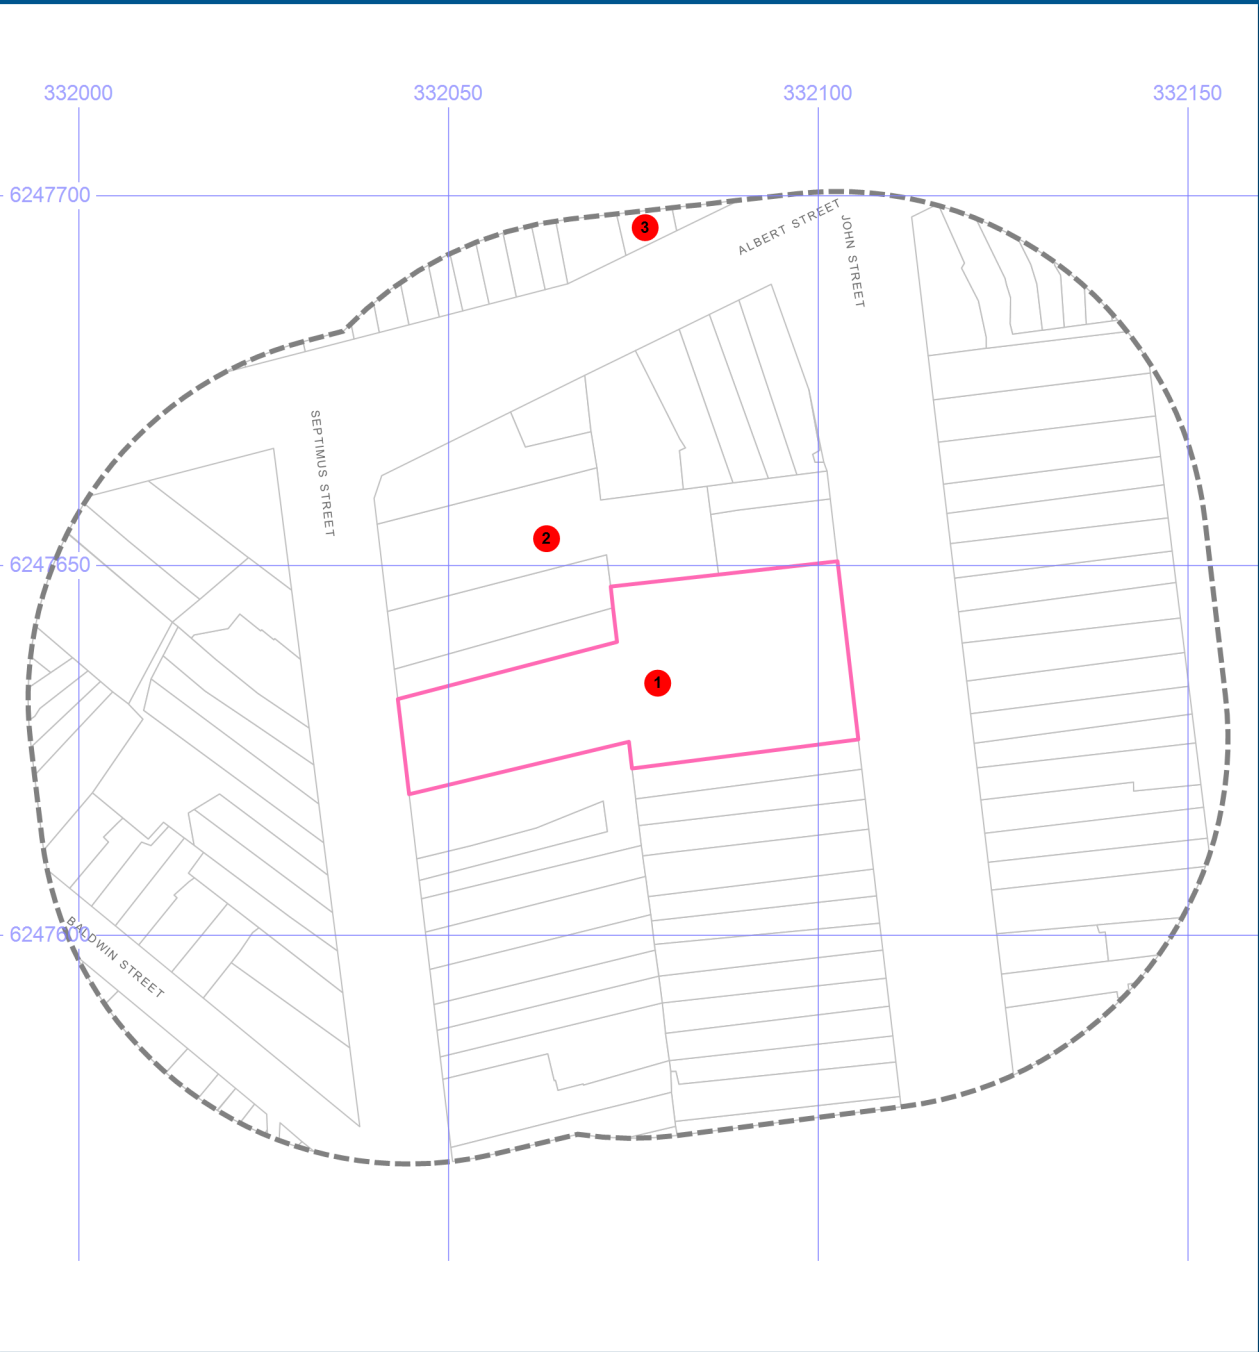 332000 332050 332100 332150
6247700
3
ALBERT STREET
JOHN STREET
SEPTIMUS STREET
2
6247650
1
6247600
BALDWIN STREET